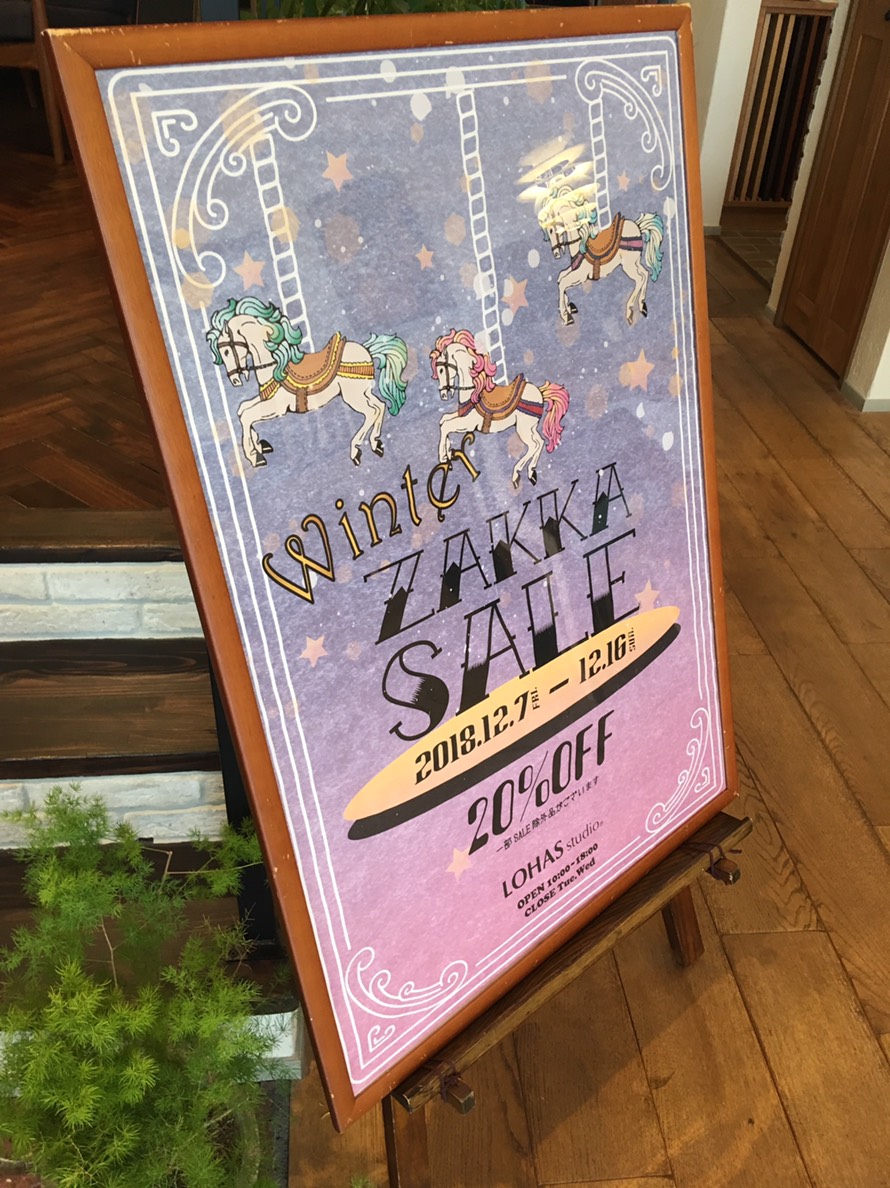 Winter
ZAKKA
SALE
2018.12.7 FRI. — 12.16 SUN.
20%OFF
一部SALE除外品がございます
LOHAS studio®
OPEN 10:00~18:00
CLOSE Tue,Wed